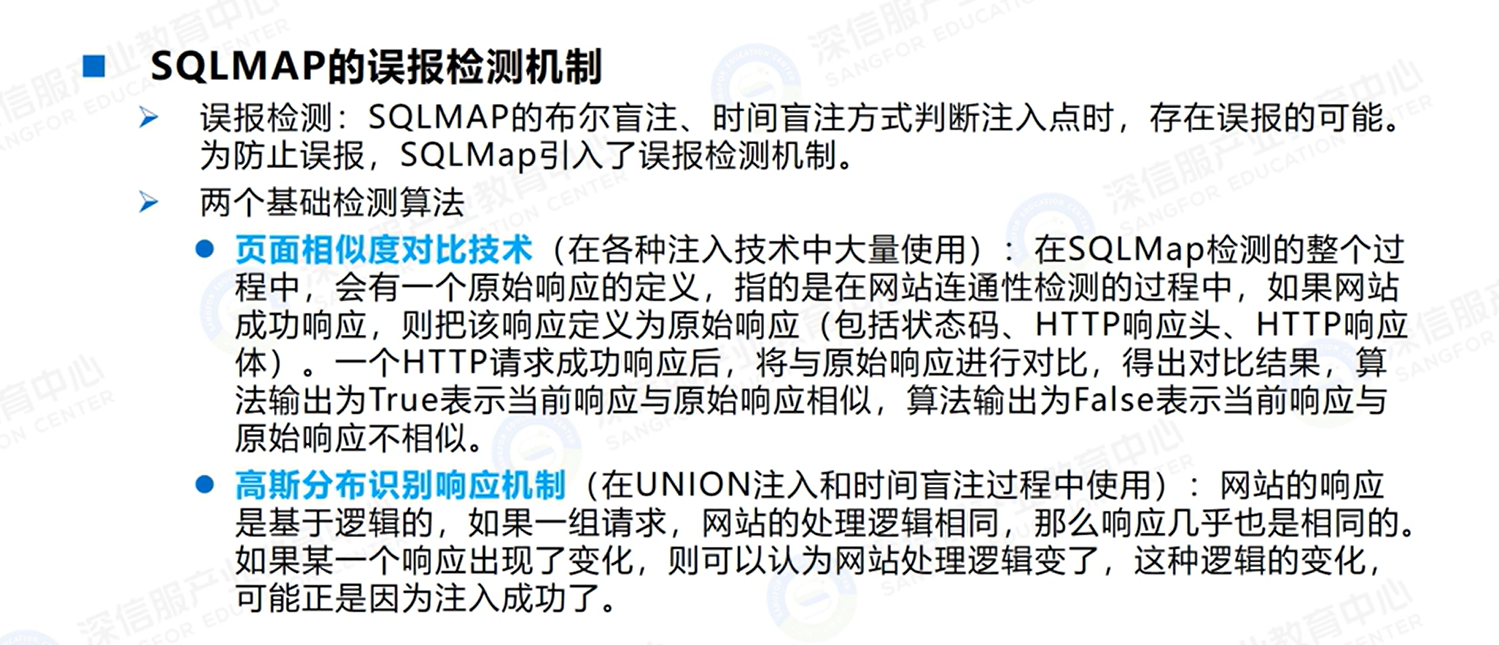 SQLMAP的误报检测机制
误报检测：SQLMAP的布尔盲注、时间盲注方式判断注入点时，存在误报的可能。
为防止误报，SQLMap引入了误报检测机制。
两个基础检测算法
页面相似度对比技术（在各种注入技术中大量使用）：在SQLMap检测的整个过
程中，会有一个原始响应的定义，指的是在网站连通性检测的过程中，如果网站
成功响应，则把该响应定义为原始响应（包括状态码、HTTP响应头、HTTP响应
体）。一个HTTP请求成功响应后，将与原始响应进行对比，得出对比结果，算
法输出为True表示当前响应与原始响应相似，算法输出为False表示当前响应与
原始响应不相似。
高斯分布识别响应机制（在UNION注入和时间盲注过程中使用）：网站的响应
是基于逻辑的，如果一组请求，网站的处理逻辑相同，那么响应几乎也是相同的。
如果某一个响应出现了变化，则可以认为网站处理逻辑变了，这种逻辑的变化，
可能正是因为注入成功了。
深信服产业教育中心
SANGFOR EDUCATION CENTER